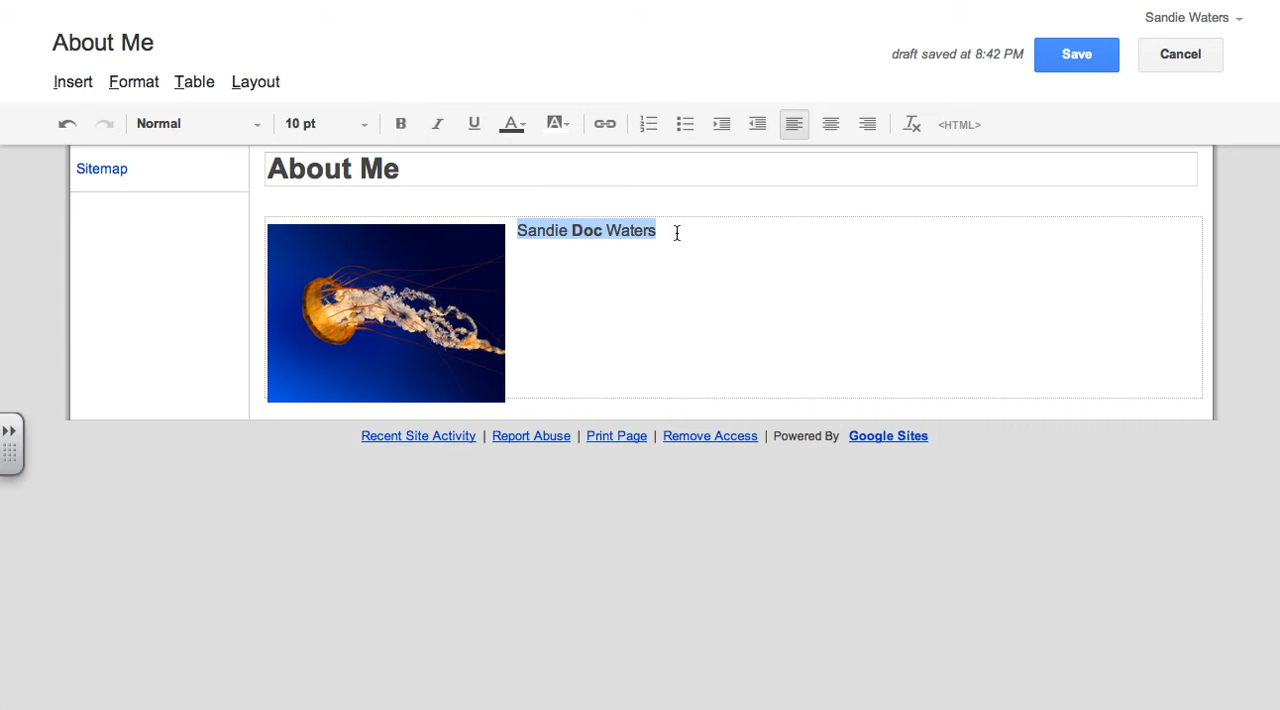 Sandie Waters
About Me
draft saved at 8:42 PM
Save
Cancel
Insert Format Table Layout
Normal 10 pt B I U A A <HTML>
Sitemap
About Me
Sandie Doc Waters
Recent Site Activity | Report Abuse | Print Page | Remove Access | Powered By Google Sites